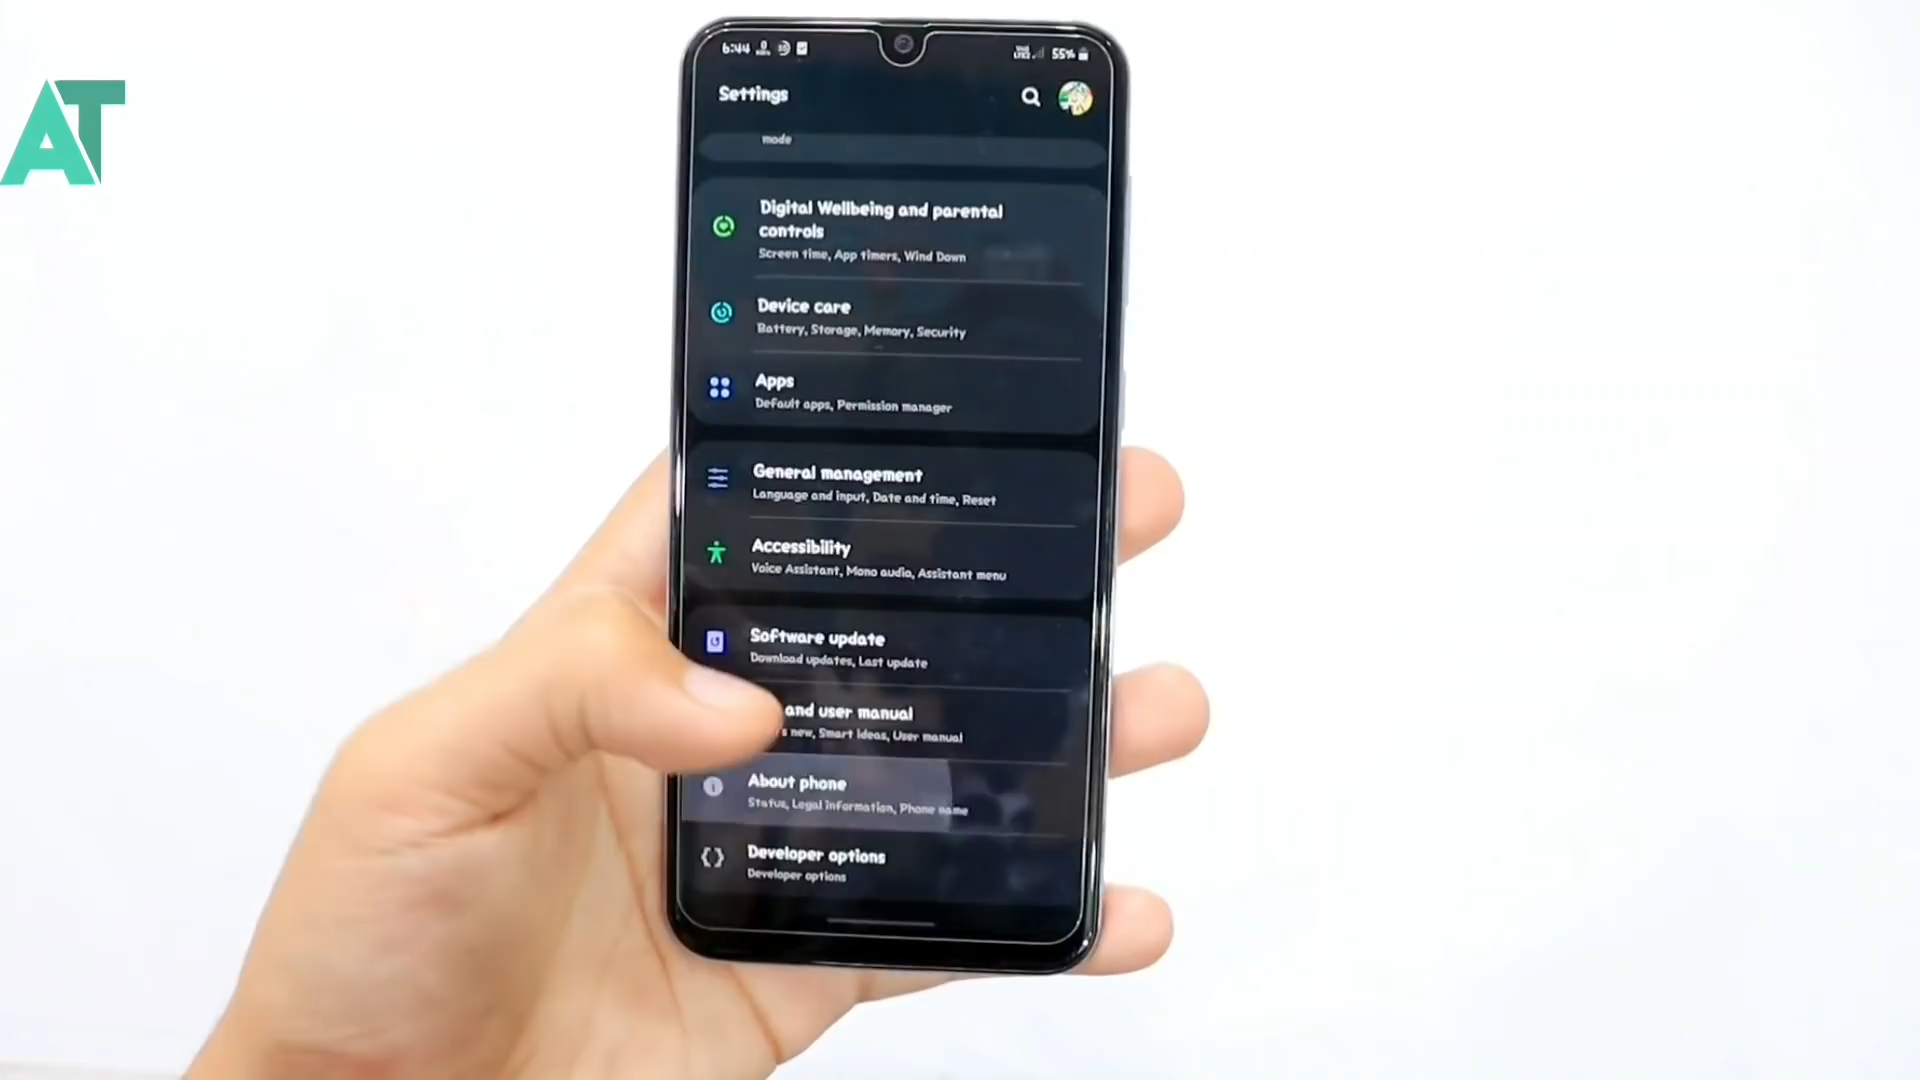 AT
6:44
55%
Settings
mode
Digital Wellbeing and parental
controls
Screen time, App timers, Wind Down
Device care
Battery, Storage, Memory, Security
Apps
Default apps, Permission manager
General management
Language and input, Date and time, Reset
Accessibility
Voice Assistant, Mono audio, Assistant menu
Software update
Download updates, Last update
and user manual
new, Smart ideas, User manual
About phone
Status, Legal information, Phone name
Developer options
Developer options